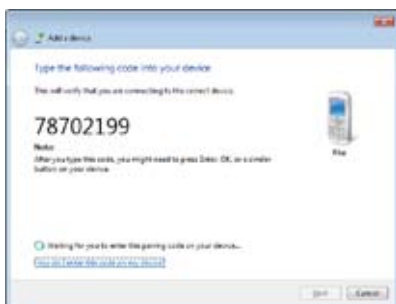 Add a device
Type the following code into your device
This will verify that you are connecting to the correct device.
78702199
Note:
After you type this code, you might need to press Enter, OK, or a similar
button on your device.
Waiting for you to enter this pairing code on your device...
How do I enter this code on my device?
Next
Cancel